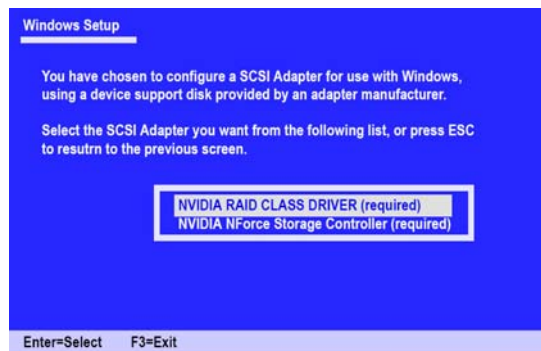 Windows Setup
You have chosen to configure a SCSI Adapter for use with Windows,
using a device support disk provided by an adapter manufacturer.
Select the SCSI Adapter you want from the following list, or press ESC
to resutrn to the previous screen.
NVIDIA RAID CLASS DRIVER (required)
NVIDIA NForce Storage Controller (required)
Enter=Select F3=Exit